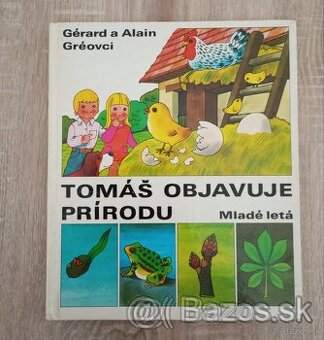 Gérard a Alain
Gréovci
TOMÁŠ OBJAVUJE
PRÍRODU
Mladé letá
Bazos.sk